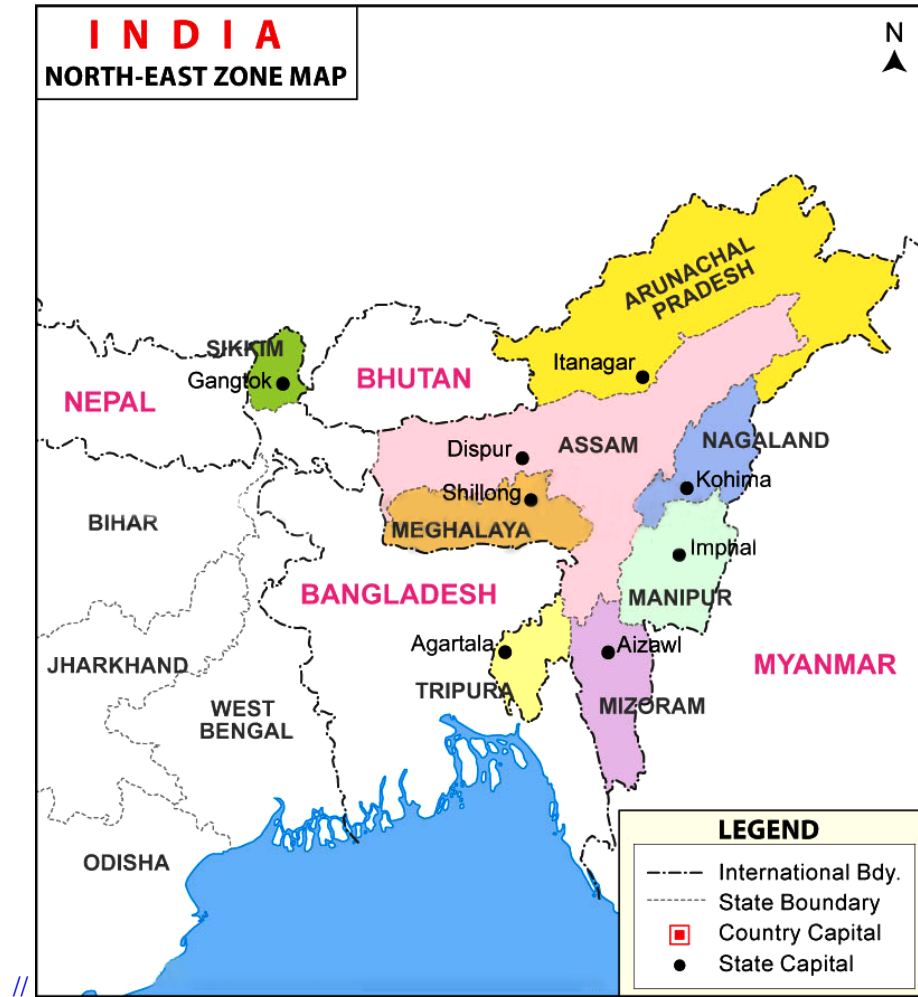 I N D I A
NORTH-EAST ZONE MAP
N
ARUNACHAL
PRADESH
SIKKIM
Itanagar
Gangtok
BHUTAN
NEPAL
Dispur
ASSAM
NAGALAND
Shillong
Kohima
BIHAR
MEGHALAYA
Imphal
BANGLADESH
MANIPUR
Agartala
Aizawl
JHARKHAND
MYANMAR
TRIPURA
MIZORAM
WEST
BENGAL
ODISHA
LEGEND
International Bdy.
State Boundary
Country Capital
State Capital
//